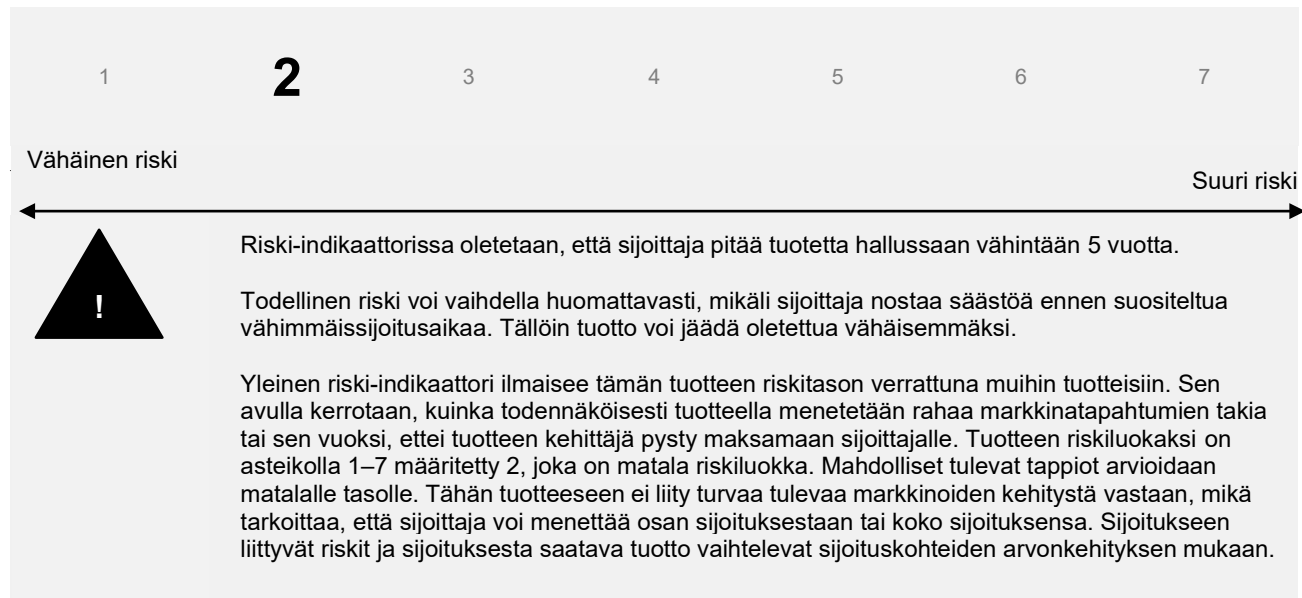 1 2 3 4 5 6 7
Vähäinen riski
Suuri riski
!
Riski-indikaattorissa oletetaan, että sijoittaja pitää tuotetta hallussaan vähintään 5 vuotta.
Todellinen riski voi vaihdella huomattavasti, mikäli sijoittaja nostaa säästöä ennen suositeltua
vähimmäissijoitusaikaa. Tällöin tuotto voi jäädä oletettua vähäisemmäksi.
Yleinen riski-indikaattori ilmaisee tämän tuotteen riskitason verrattuna muihin tuotteisiin. Sen
avulla kerrotaan, kuinka todennäköisesti tuotteella menetetään rahaa markkinatapahtumien takia
tai sen vuoksi, ettei tuotteen kehittäjä pysty maksamaan sijoittajalle. Tuotteen riskiluokaksi on
asteikolla 1–7 määritetty 2, joka on matala riskiluokka. Mahdolliset tulevat tappiot arvioidaan
matalalle tasolle. Tähän tuotteeseen ei liity turvaa tulevaa markkinoiden kehitystä vastaan, mikä
tarkoittaa, että sijoittaja voi menettää osan sijoituksestaan tai koko sijoituksensa. Sijoitukseen
liittyvät riskit ja sijoituksesta saatava tuotto vaihtelevat sijoituskohteiden arvonkehityksen mukaan.